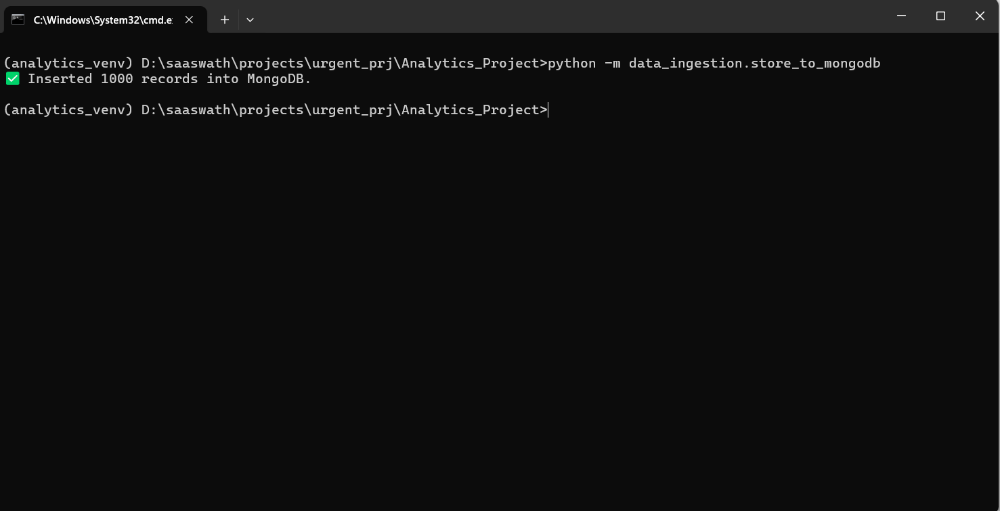 C:\Windows\System32\cmd.e
(analytics_venv) D:\saaswath\projects\urgent_prj\Analytics_Project>python -m data_ingestion.store_to_mongodb
✅ Inserted 1000 records into MongoDB.
(analytics_venv) D:\saaswath\projects\urgent_prj\Analytics_Project>